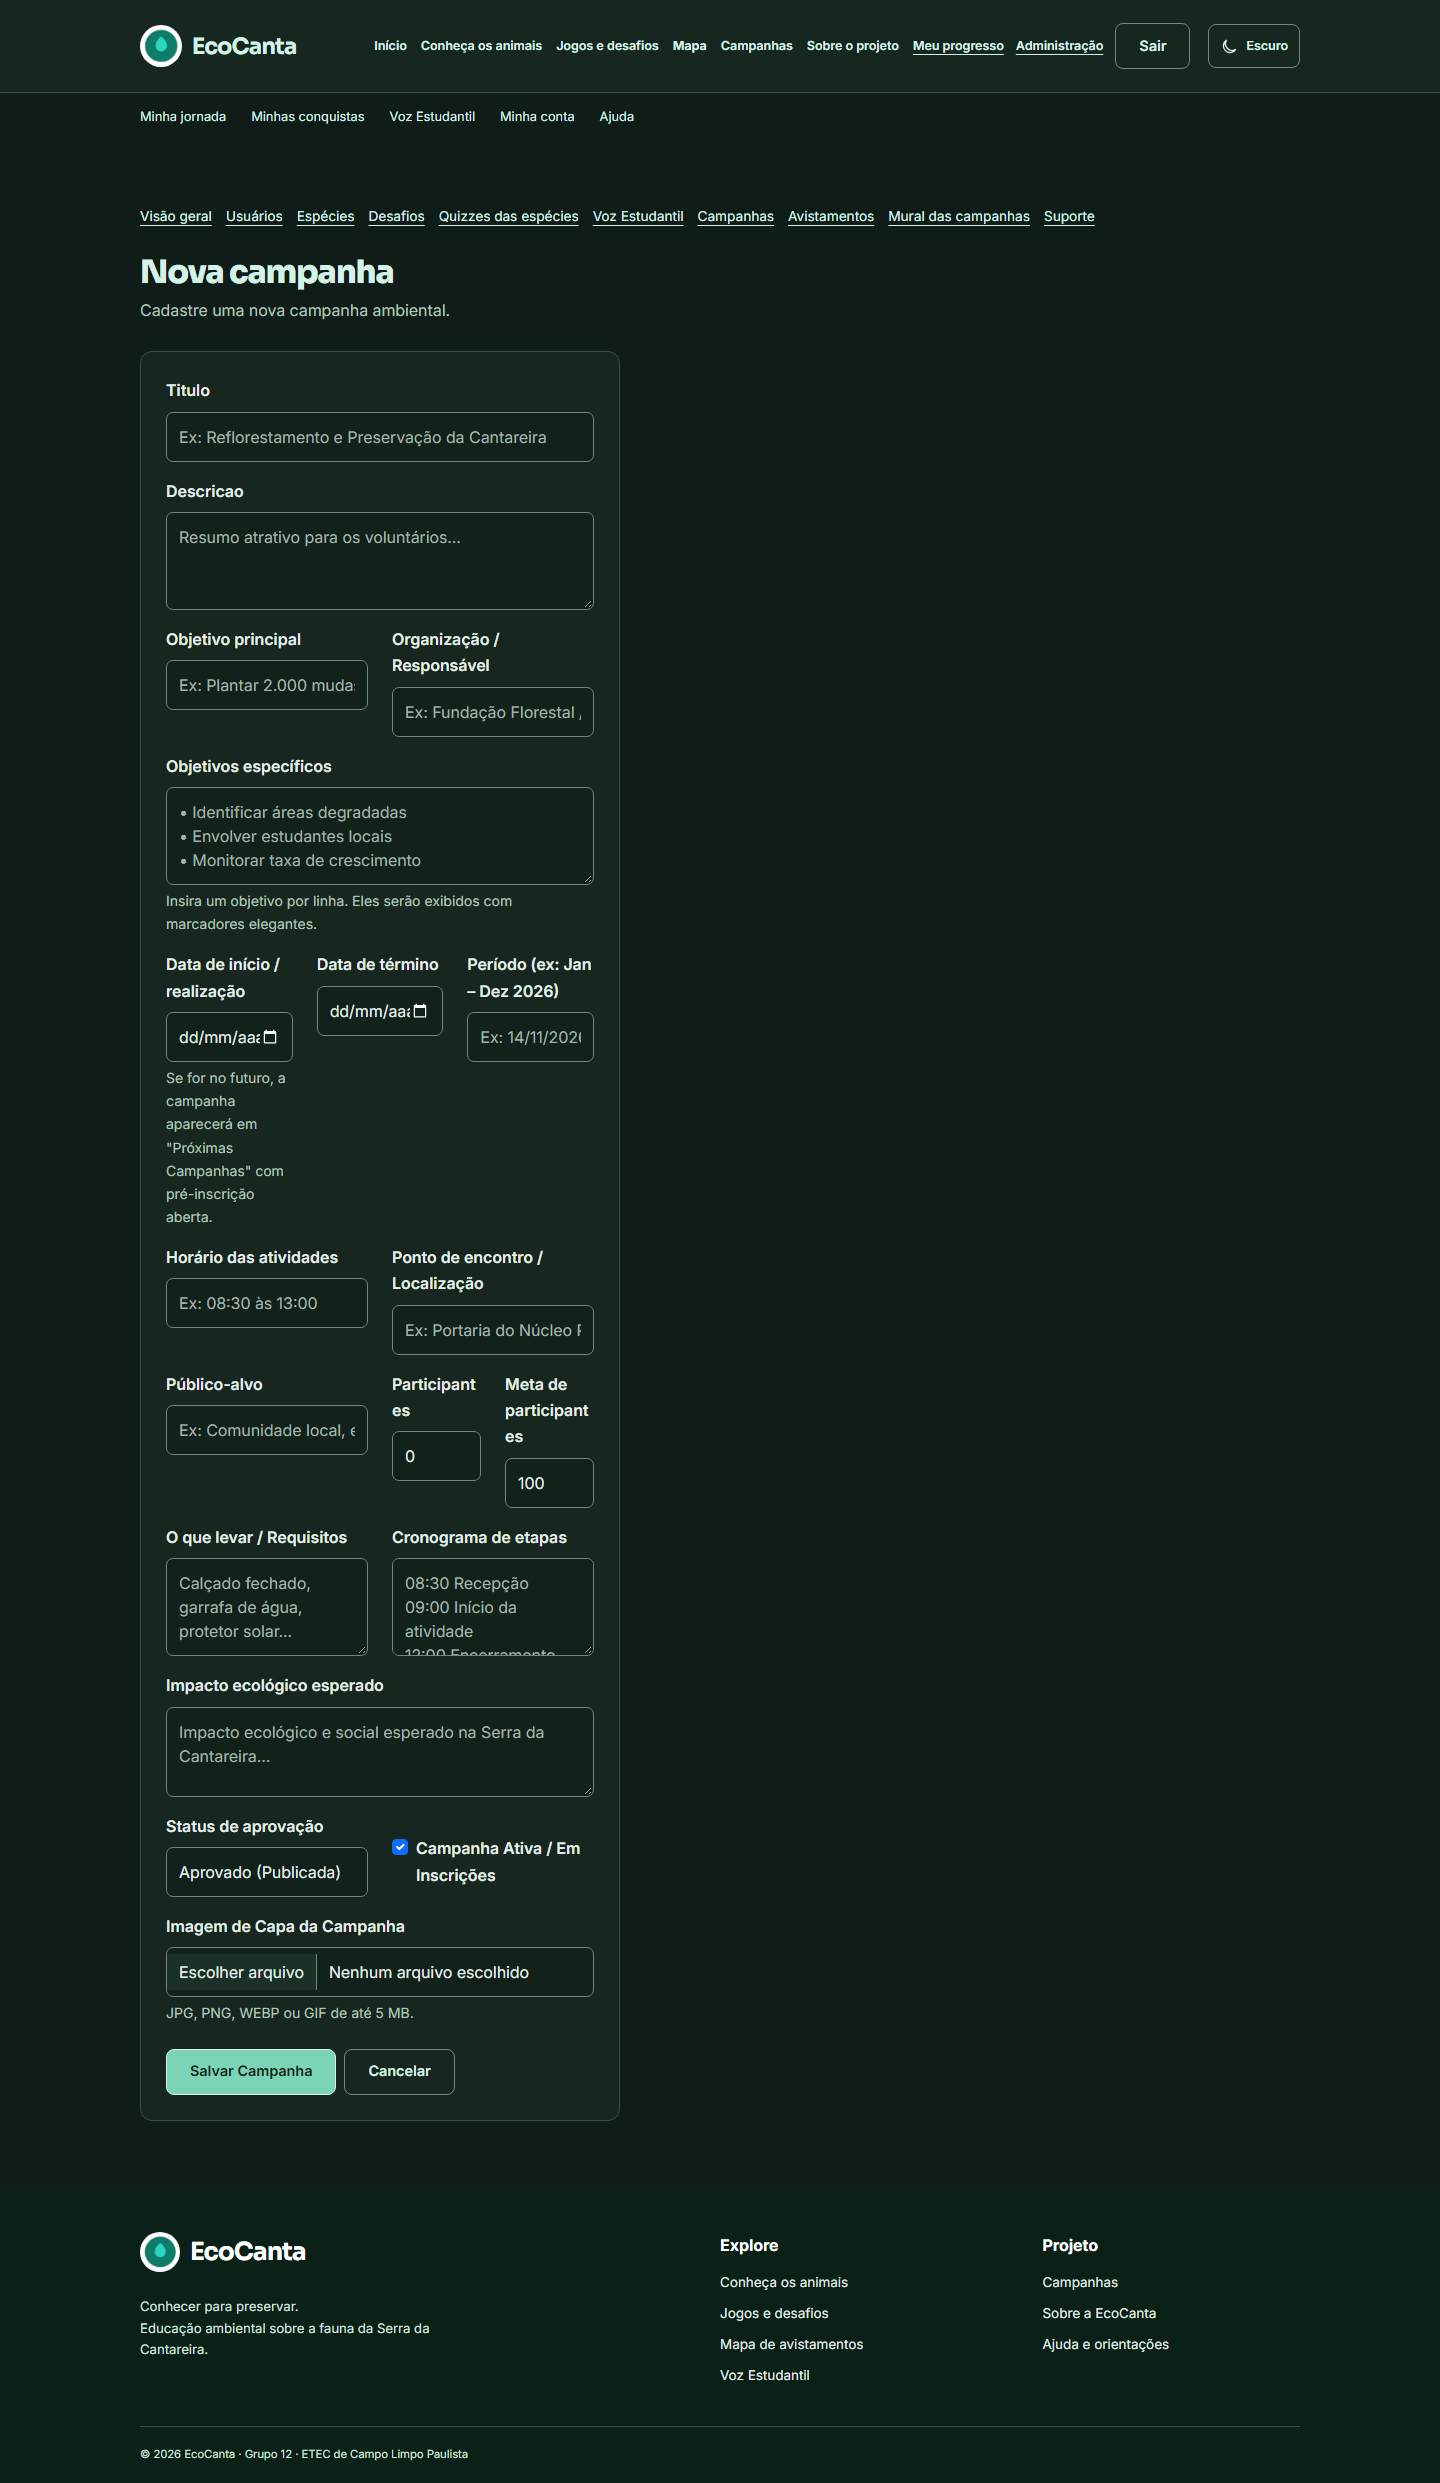 EcoCanta
Início Conheça os animais Jogos e desafios Mapa Campanhas Sobre o projeto Meu progresso Administração Sair Escuro
Minha jornada Minhas conquistas Voz Estudantil Minha conta Ajuda
Visão geral Usuários Espécies Desafios Quizzes das espécies Voz Estudantil Campanhas Avistamentos Mural das campanhas Suporte
Nova campanha
Cadastre uma nova campanha ambiental.
Titulo
Ex: Reflorestamento e Preservação da Cantareira
Descricao
Resumo atrativo para os voluntários...
Objetivo principal
Ex: Plantar 2.000 mudas
Organização /
Responsável
Ex: Fundação Florestal /
Objetivos específicos
• Identificar áreas degradadas
• Envolver estudantes locais
• Monitorar taxa de crescimento
Insira um objetivo por linha. Eles serão exibidos com
marcadores elegantes.
Data de início /
realização
dd/mm/aaa
Se for no futuro, a
campanha
aparecerá em
"Próximas
Campanhas" com
pré-inscrição
aberta.
Data de término
dd/mm/aaa
Período (ex: Jan
– Dez 2026)
Ex: 14/11/2026
Horário das atividades
Ex: 08:30 às 13:00
Ponto de encontro /
Localização
Ex: Portaria do Núcleo
Público-alvo
Ex: Comunidade local,
Participant
es
0
Meta de
participant
es
100
O que levar / Requisitos
Calçado fechado,
garrafa de água,
protetor solar...
Cronograma de etapas
08:30 Recepção
09:00 Início da
atividade
12:00 Encerramento
Impacto ecológico esperado
Impacto ecológico e social esperado na Serra da
Cantareira...
Status de aprovação
Aprovado (Publicada)
Campanha Ativa / Em
Inscrições
Imagem de Capa da Campanha
Escolher arquivo Nenhum arquivo escolhido
JPG, PNG, WEBP ou GIF de até 5 MB.
Salvar Campanha Cancelar
EcoCanta
Conhecer para preservar.
Educação ambiental sobre a fauna da Serra da
Cantareira.
Explore
Conheça os animais
Jogos e desafios
Mapa de avistamentos
Voz Estudantil
Projeto
Campanhas
Sobre a EcoCanta
Ajuda e orientações
© 2026 EcoCanta · Grupo 12 · ETEC de Campo Limpo Paulista